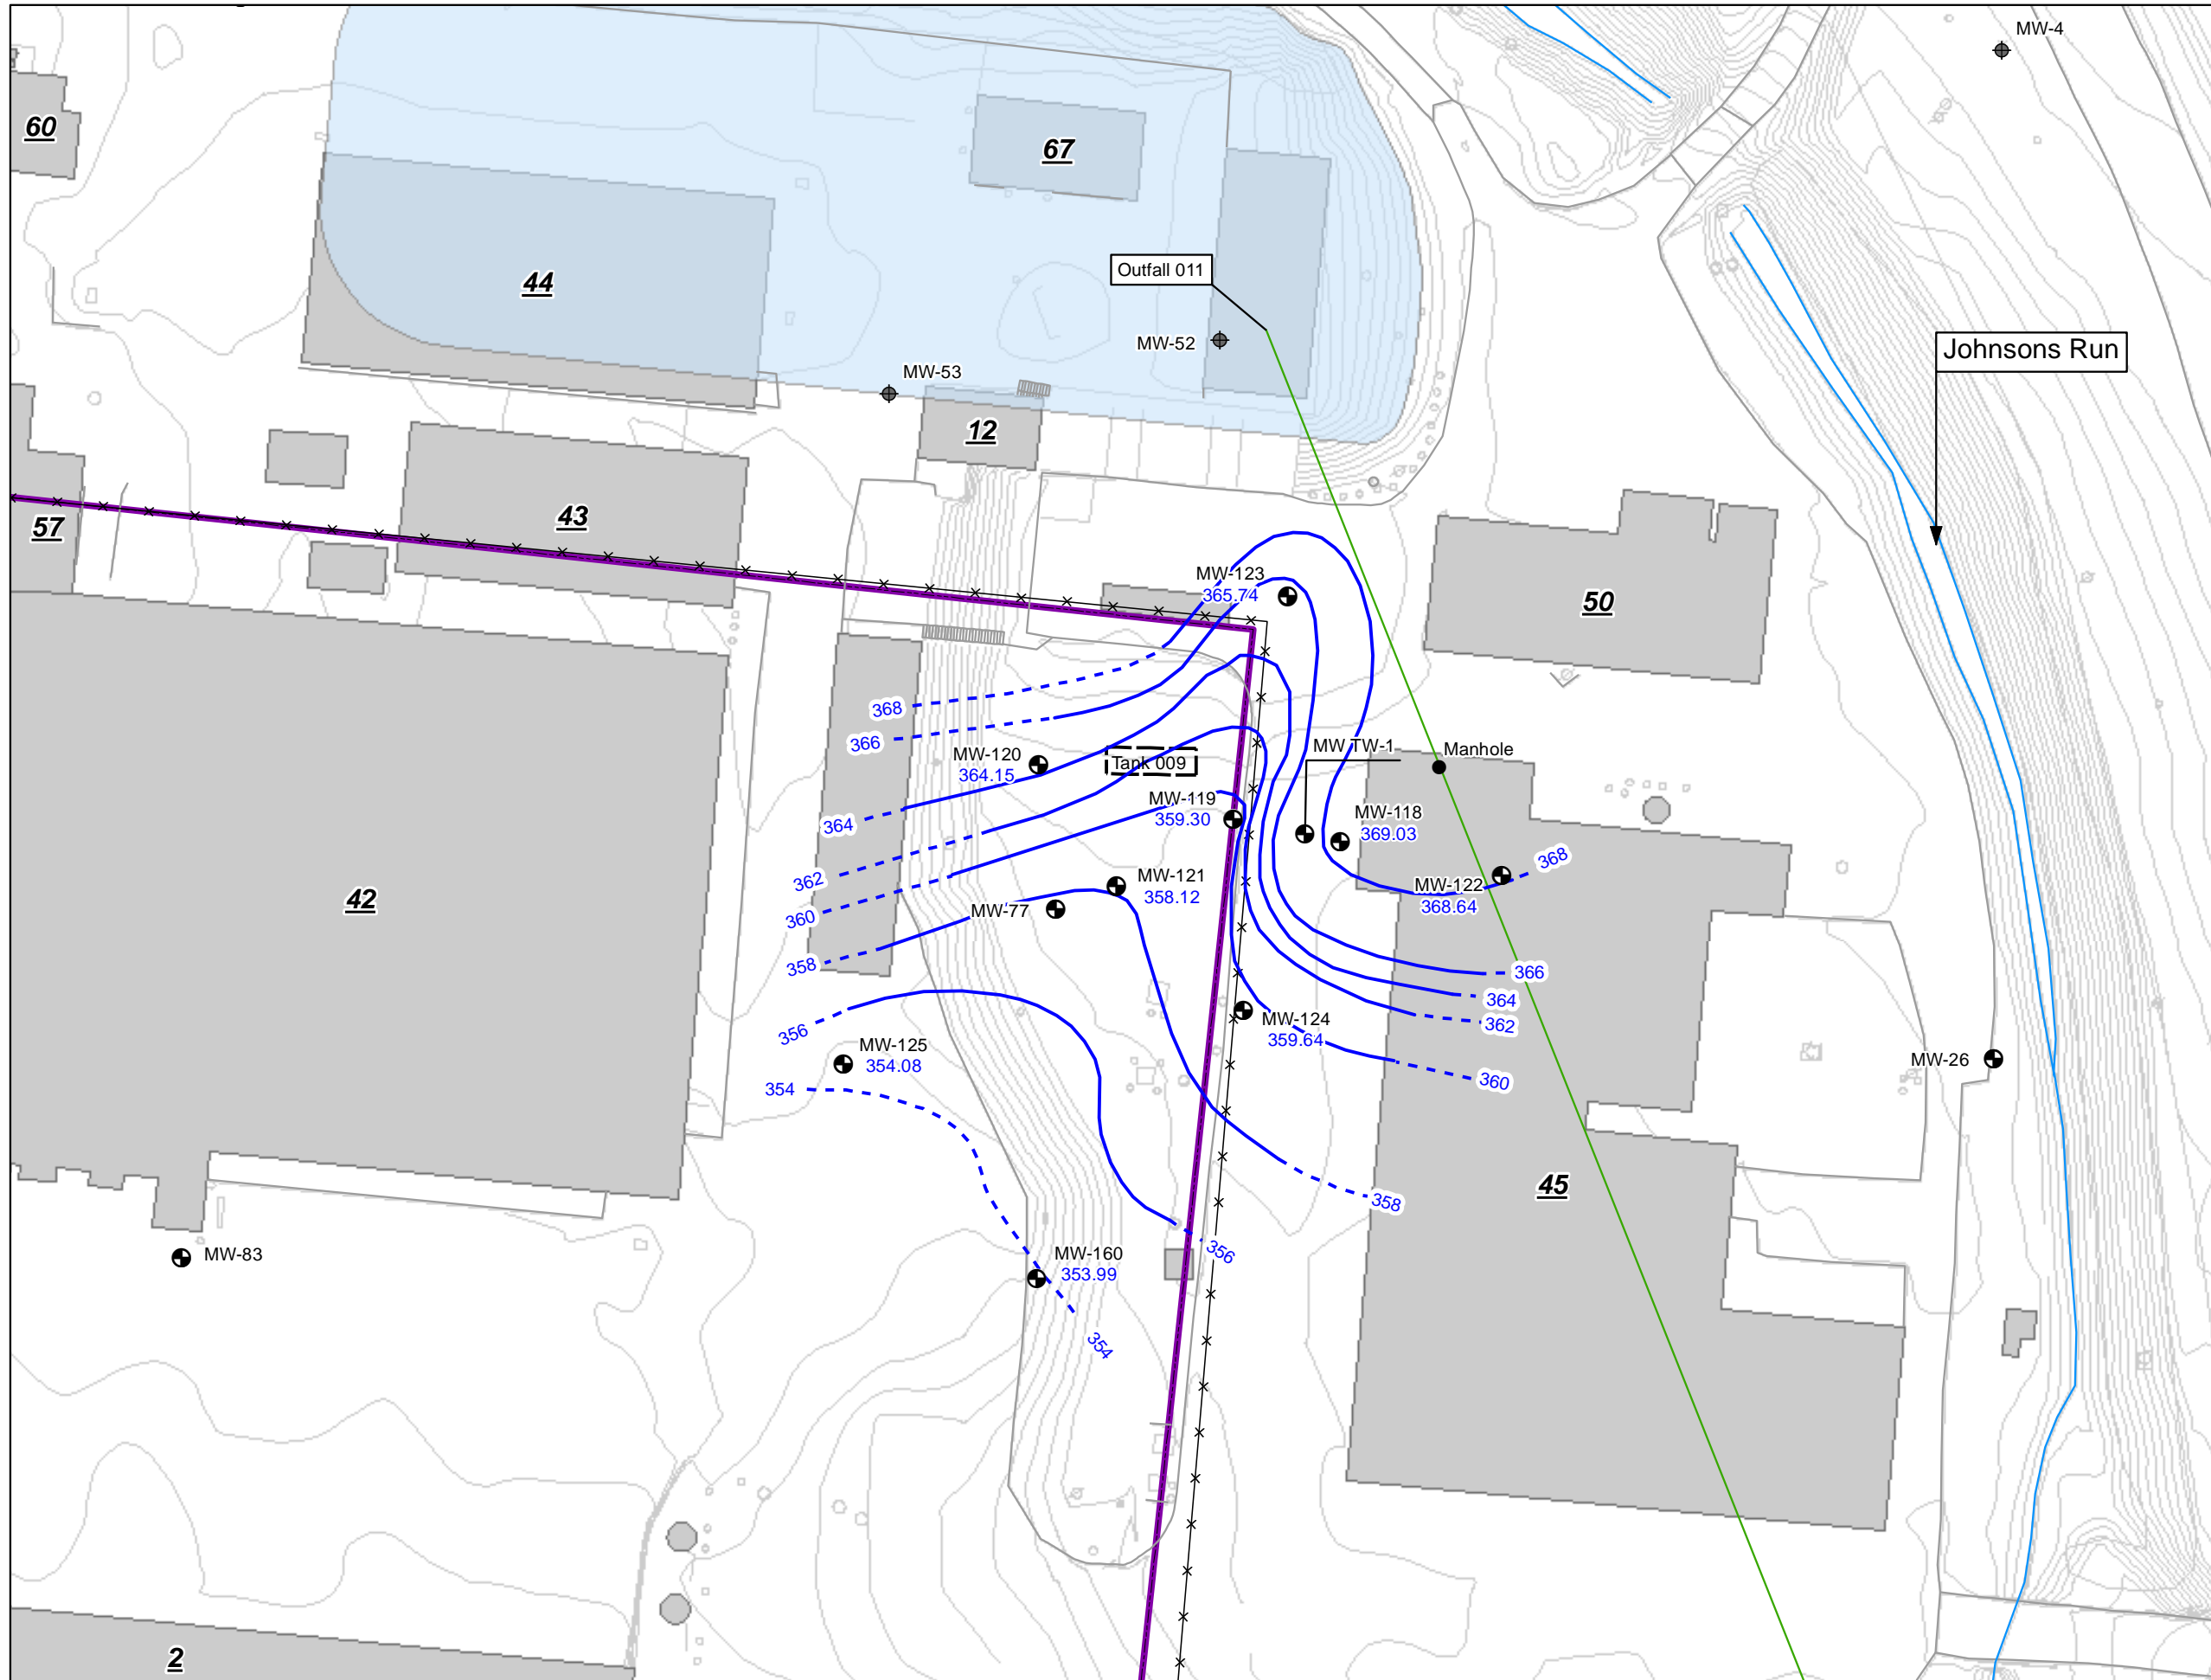 MW-4
60
67
44
Outfall 011
MW-52
Johnsons Run
MW-53
12
43
57
MW-123
365.74
50
368
366
MW TW-1
Manhole
MW-120
364.15
Tank 009
MW-119
359.30
MW-118
369.03
364
368
362
MW-121
358.12
MW-122
368.64
42
360
MW-77
358
366
364
362
MW-124
359.64
356
MW-125
354.08
MW-26
354
360
45
358
356
MW-83
MW-160
353.99
354
2